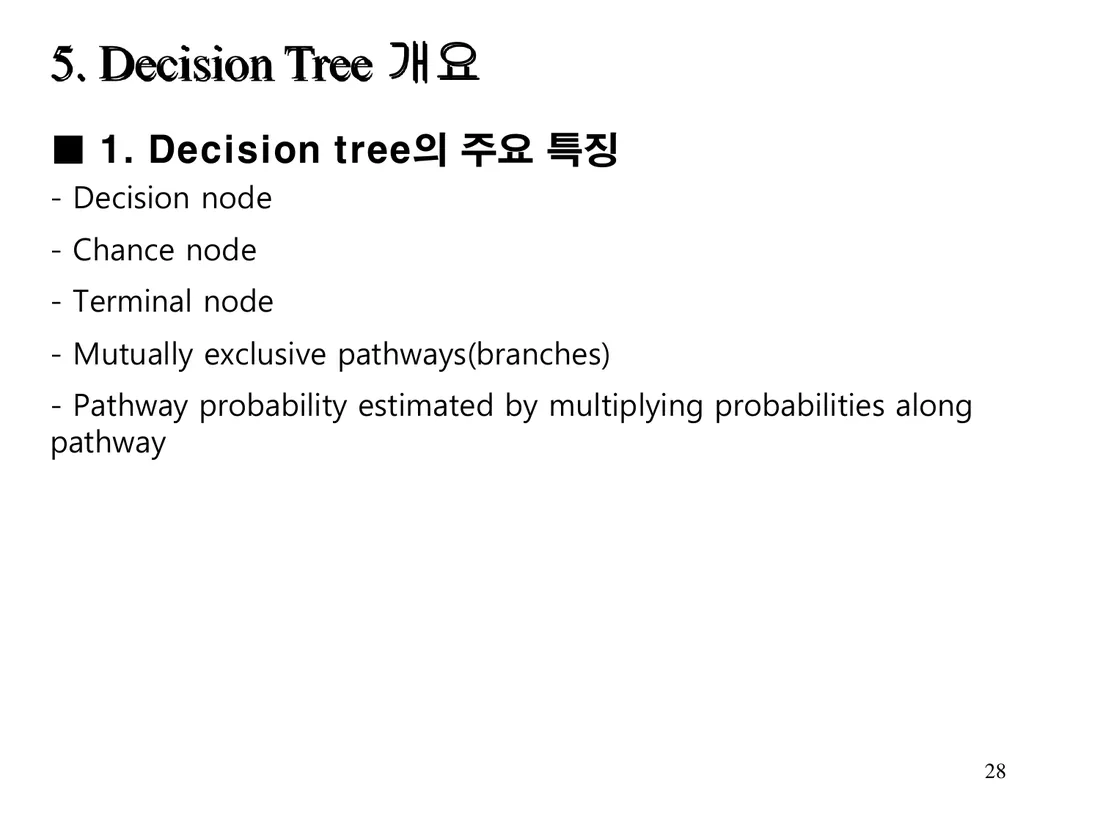 5. Decision Tree 개요
■ 1. Decision tree의 주요 특징
- Decision node
- Chance node
- Terminal node
- Mutually exclusive pathways(branches)
- Pathway probability estimated by multiplying probabilities along
pathway
28